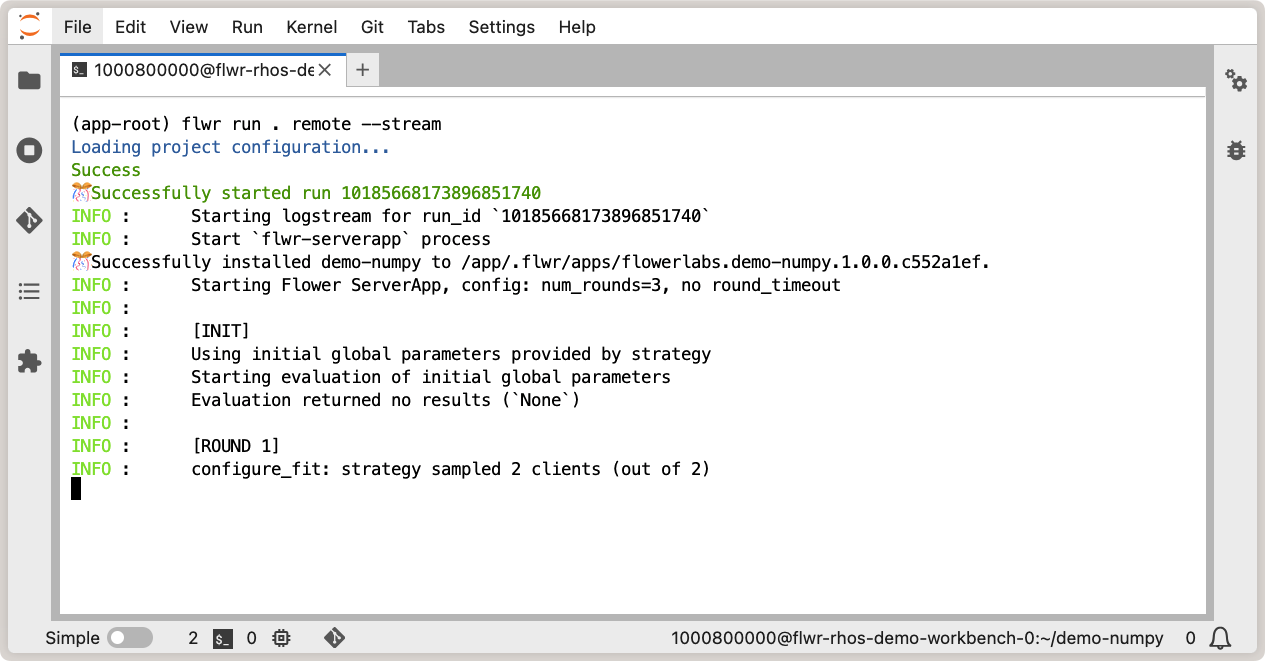 File Edit View Run Kernel Git Tabs Settings Help
1000800000@flwr-rhos-de
(app-root) flwr run . remote --stream
Loading project configuration...
Success
🎊Successfully started run 10185668173896851740
INFO :      Starting logstream for run_id `10185668173896851740`
INFO :      Start `flwr-serverapp` process
🎊Successfully installed demo-numpy to /app/.flwr/apps/flowerlabs.demo-numpy.1.0.0.c552a1ef.
INFO :      Starting Flower ServerApp, config: num_rounds=3, no round_timeout
INFO :
INFO :      [INIT]
INFO :      Using initial global parameters provided by strategy
INFO :      Starting evaluation of initial global parameters
INFO :      Evaluation returned no results (`None`)
INFO :
INFO :      [ROUND 1]
INFO :      configure_fit: strategy sampled 2 clients (out of 2)
Simple 2 $_ 0 1000800000@flwr-rhos-demo-workbench-0:~/demo-numpy 0